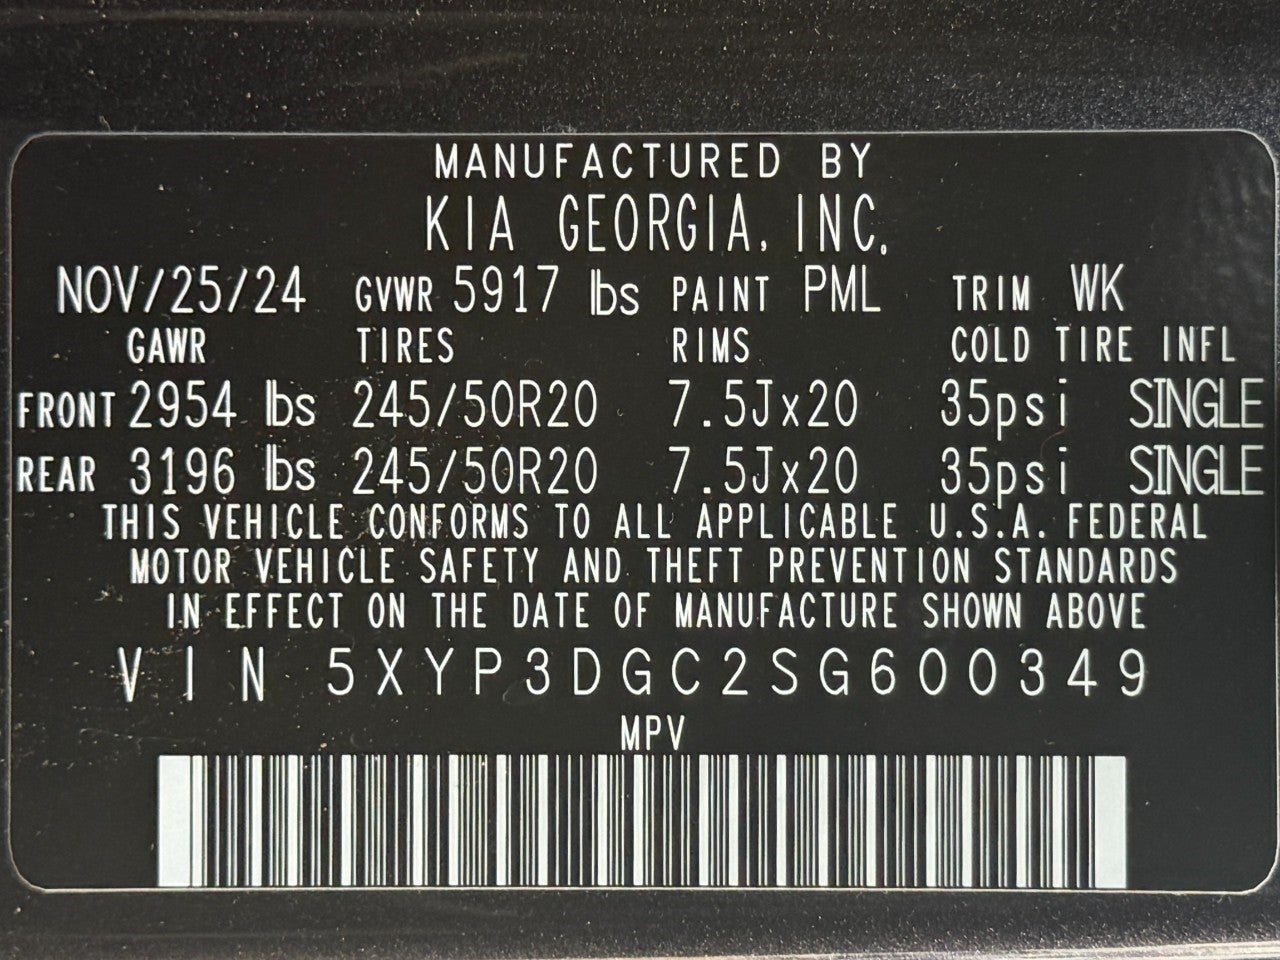 MANUFACTURED BY
KIA GEORGIA, INC.
NOV/25/24 GVWR 5917 lbs PAINT PML TRIM WK
GAWR TIRES RIMS COLD TIRE INFL
FRONT 2954 lbs 245/50R20 7.5Jx20 35psi SINGLE
REAR 3196 lbs 245/50R20 7.5Jx20 35psi SINGLE
THIS VEHICLE CONFORMS TO ALL APPLICABLE U.S.A. FEDERAL
MOTOR VEHICLE SAFETY AND THEFT PREVENTION STANDARDS
IN EFFECT ON THE DATE OF MANUFACTURE SHOWN ABOVE
VIN 5XYP3DGC2SG600349
MPV